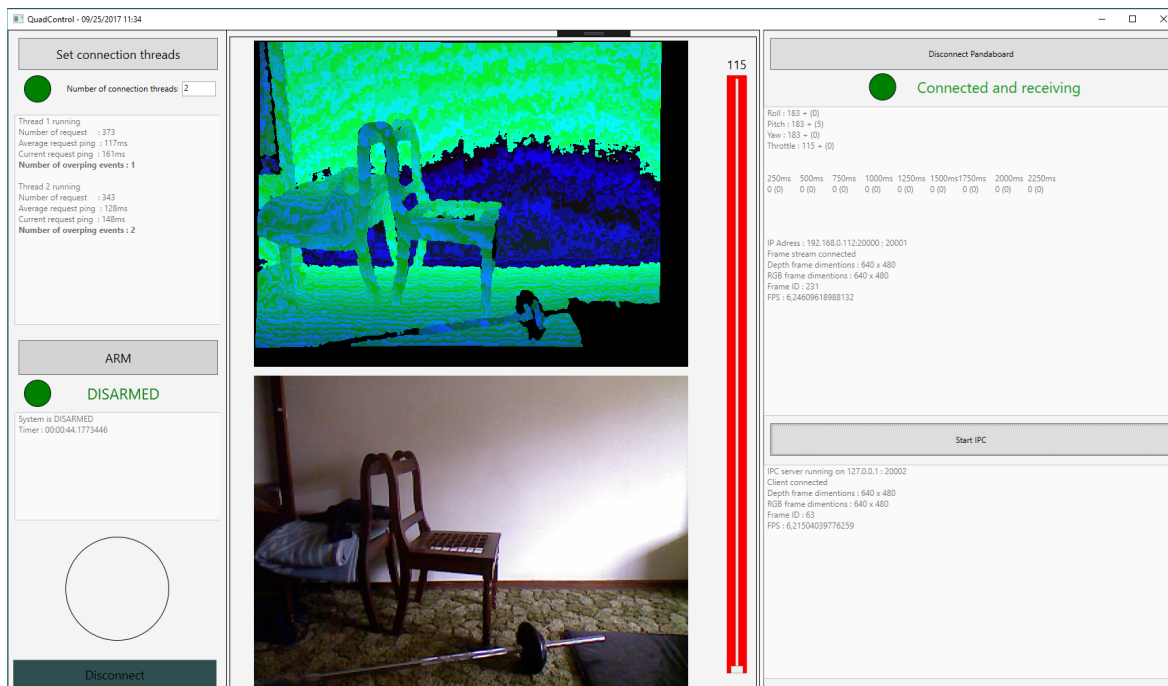 QuadControl - 09/25/2017 11:34
Set connection threads
Number of connection threads: 2
Thread 1 running
Number of request : 373
Average request ping : 117ms
Current request ping : 161ms
Number of overping events : 1
Thread 2 running
Number of request : 343
Average request ping : 128ms
Current request ping : 148ms
Number of overping events : 2
ARM
DISARMED
System is DISARMED
Timer : 00:00:44.1773446
Disconnect
115
Disconnect Pandaboard
Connected and receiving
Roll : 183 + (0)
Pitch : 183 + (5)
Yaw : 183 + (0)
Throttle : 115 + (0)
250ms 500ms 750ms 1000ms 1250ms 1500ms 1750ms 2000ms 2250ms
0 (0) 0 (0) 0 (0) 0 (0) 0 (0) 0 (0) 0 (0) 0 (0) 0 (0)
IP Adress : 192.168.0.112:20000 ; 20001
Frame stream connected
Depth frame dimentions : 640 x 480
RGB frame dimentions : 640 x 480
Frame ID : 231
FPS : 6,24609618988132
Start IPC
IPC server running on 127.0.0.1 : 20002
Client connected
Depth frame dimentions : 640 x 480
RGB frame dimentions : 640 x 480
Frame ID : 63
FPS : 6,21504039776259